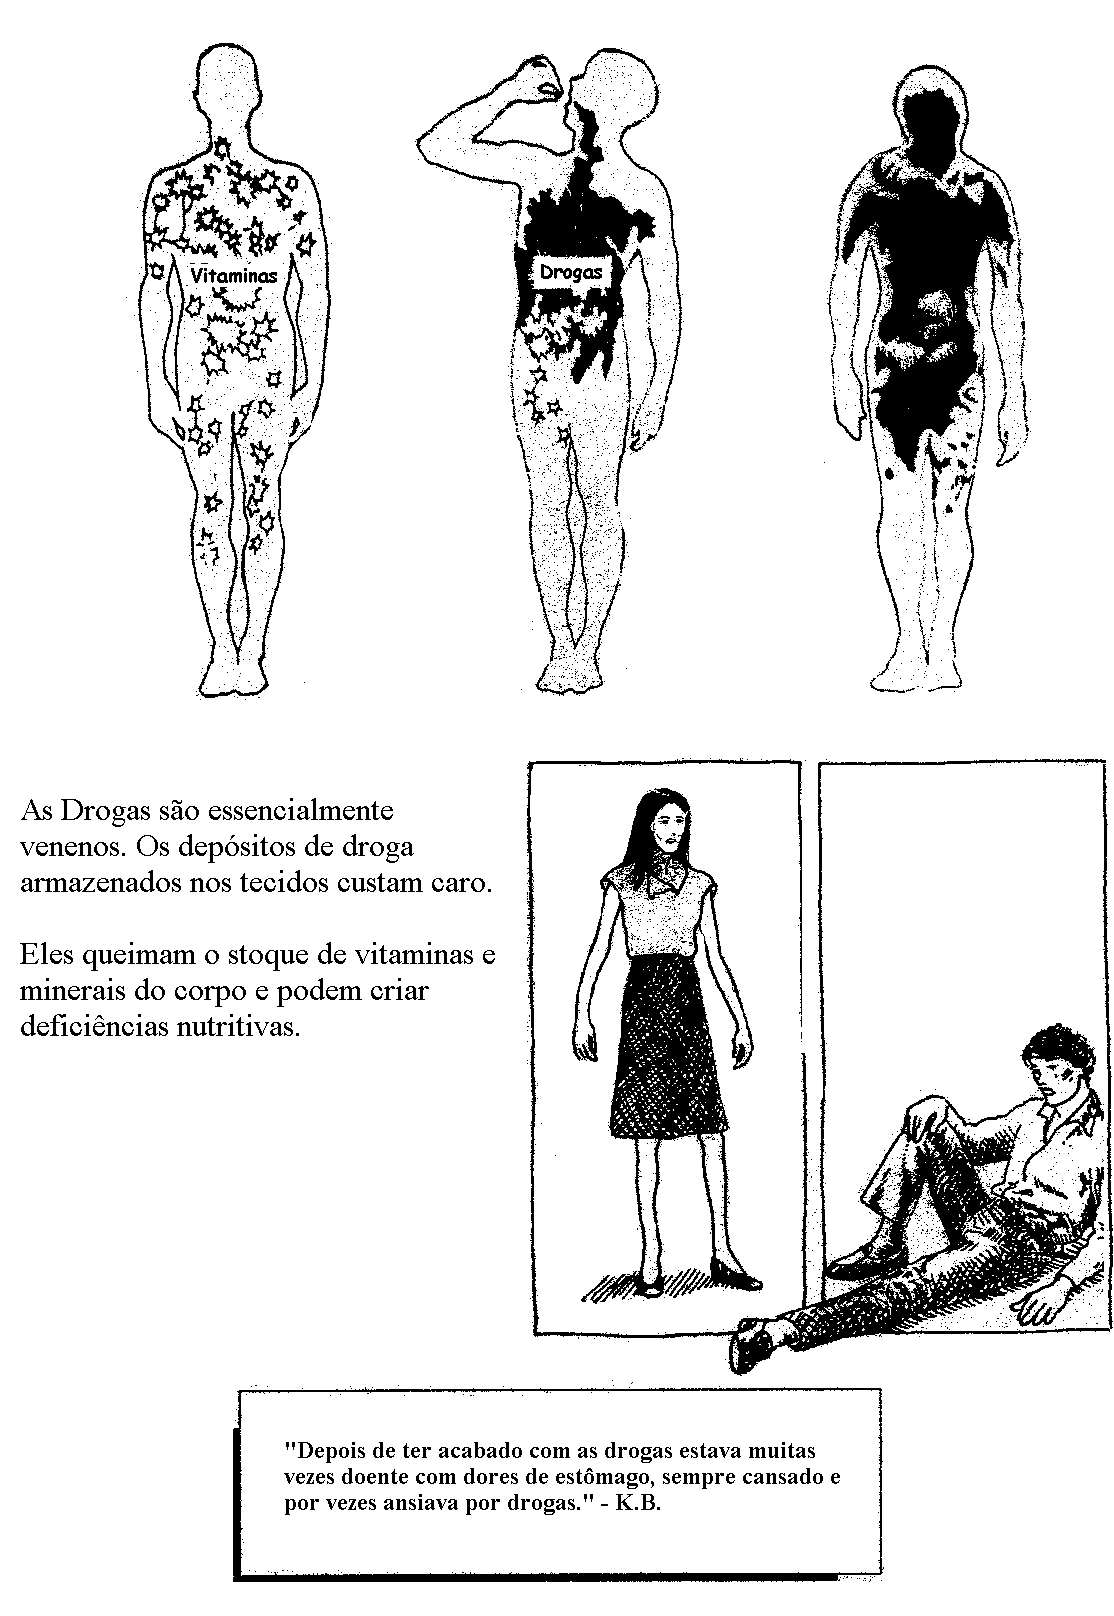 Vitaminas
Drogas
As Drogas são essencialmente
venenos. Os depósitos de droga
armazenados nos tecidos custam caro.
Eles queimam o stoque de vitaminas e
minerais do corpo e podem criar
deficiências nutritivas.
"Depois de ter acabado com as drogas estava muitas
vezes doente com dores de estômago, sempre cansado e
por vezes ansiava por drogas." - K.B.